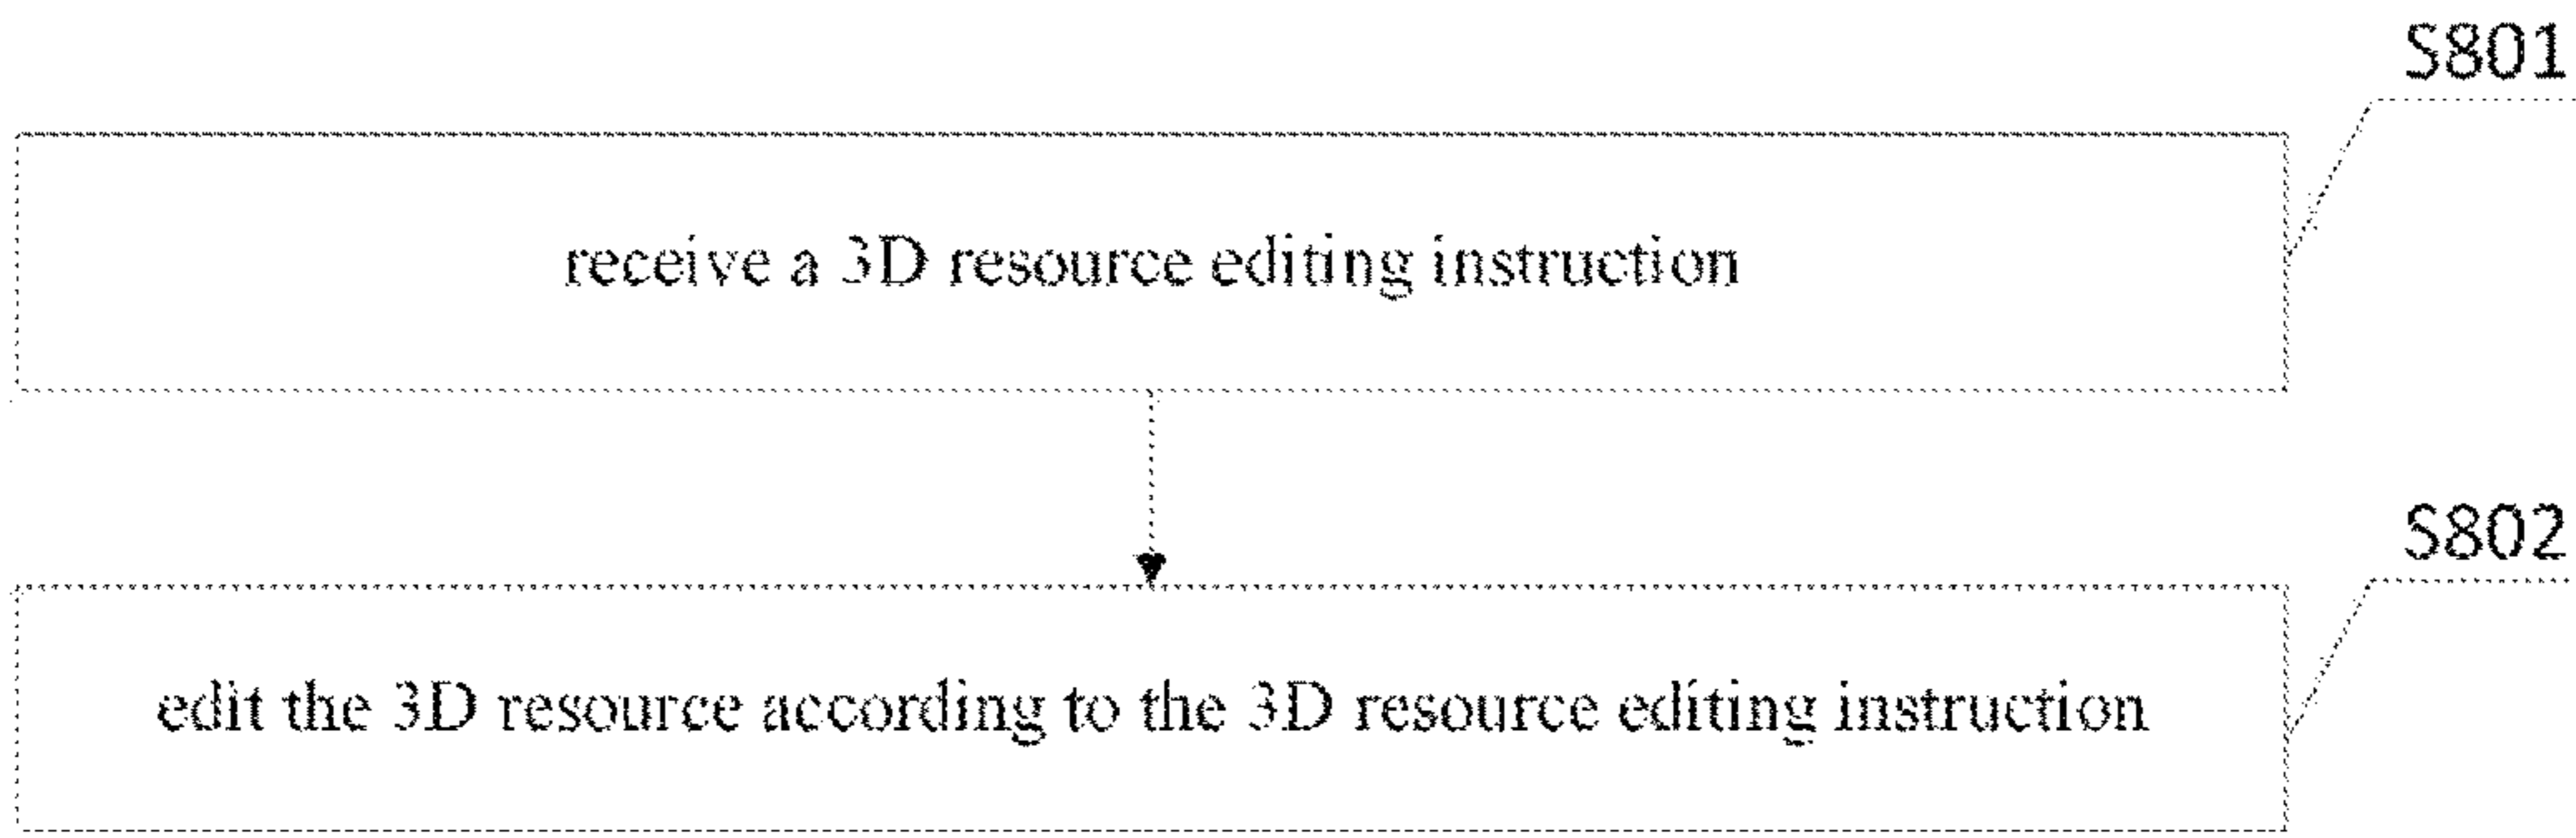 S801
receive a 3D resource editing instruction
S802
edit the 3D resource according to the 3D resource editing instruction